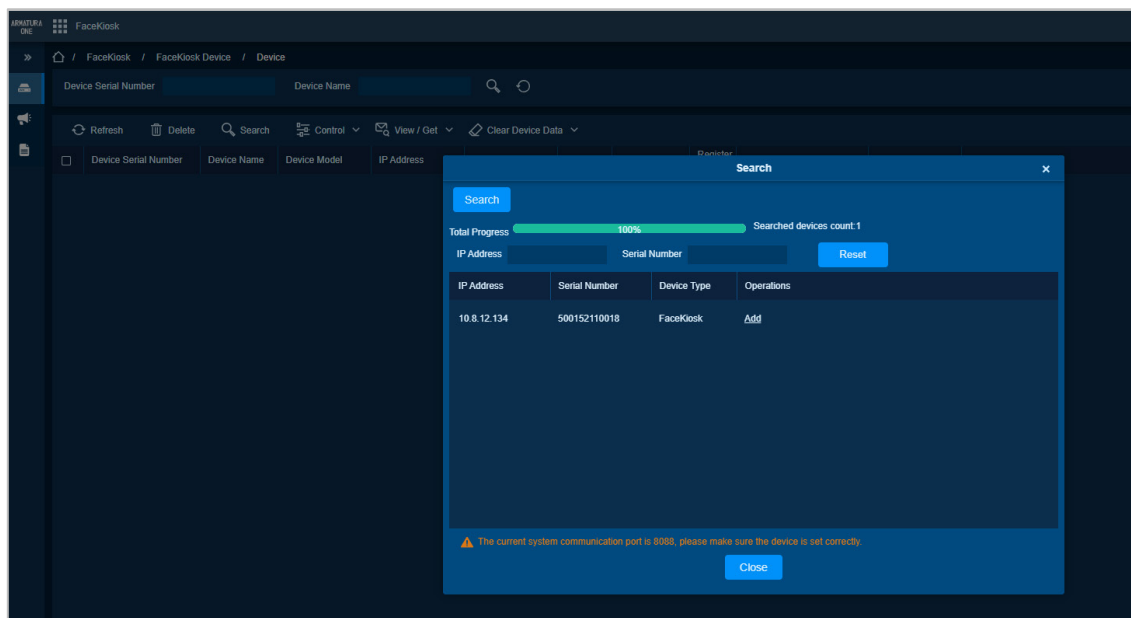 ARMATURA ONE FaceKiosk
/ FaceKiosk / FaceKiosk Device / Device
Device Serial Number Device Name
Refresh Delete Search Control View / Get Clear Device Data
Device Serial Number Device Name Device Model IP Address Register
Search
Search
Total Progress 100% Searched devices count:1
IP Address Serial Number Reset
IP Address Serial Number Device Type Operations
10.8.12.134 500152110018 FaceKiosk Add
The current system communication port is 8088, please make sure the device is set correctly.
Close